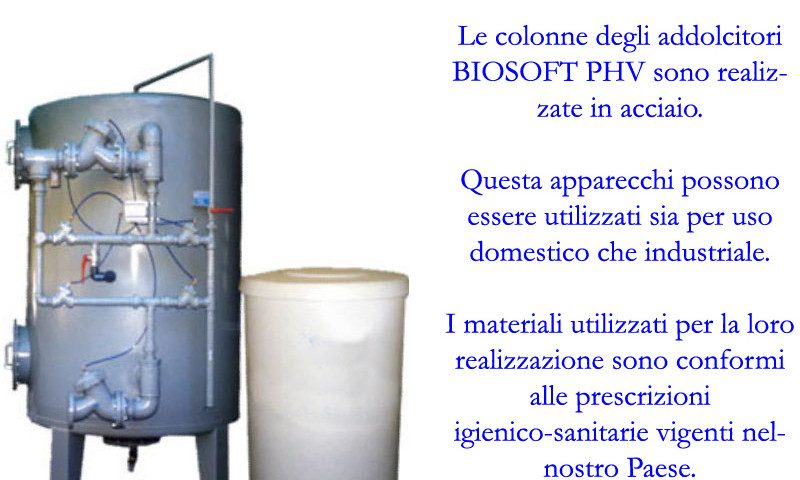 Le colonne degli addolcitori
BIOSOFT PHV sono realiz-
zate in acciaio.
Questa apparecchi possono
essere utilizzati sia per uso
domestico che industriale.
I materiali utilizzati per la loro
realizzazione sono conformi
alle prescrizioni
igienico-sanitarie vigenti nel-
nostro Paese.